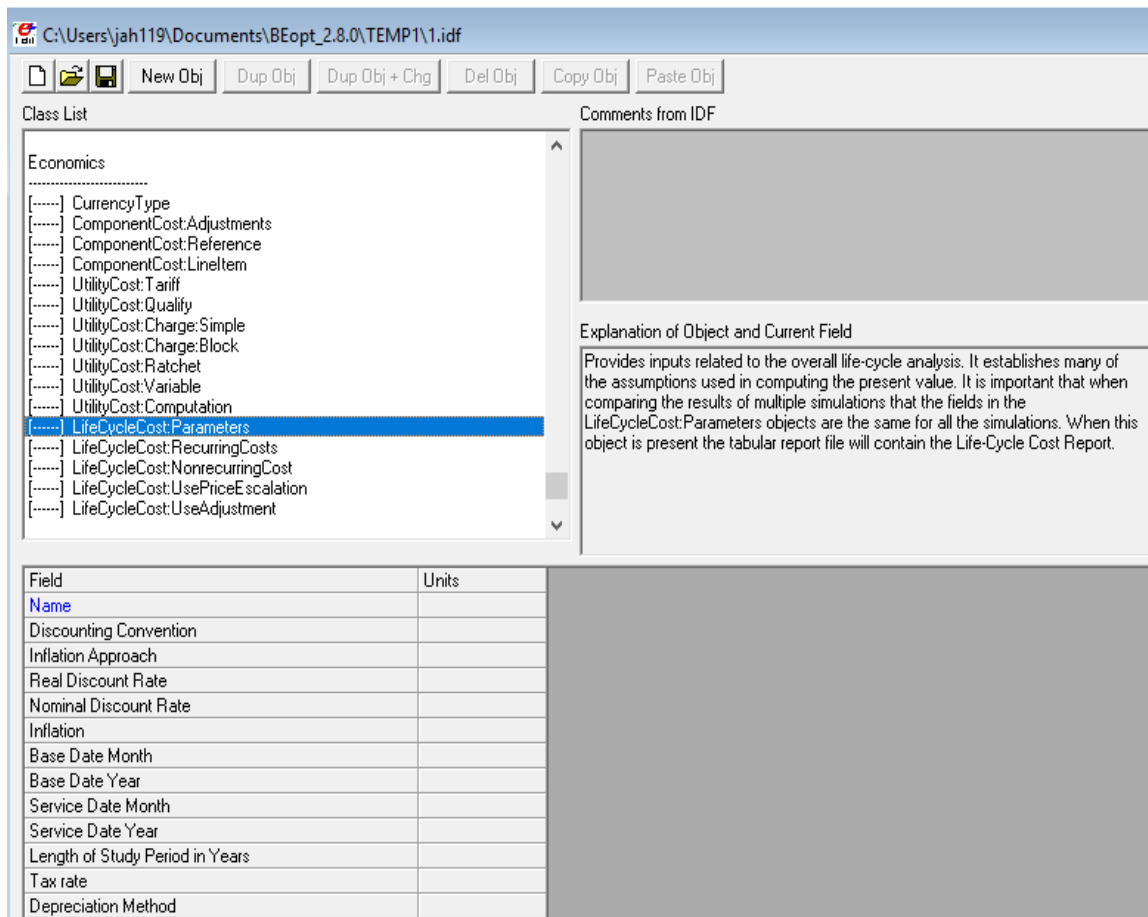 C:\Users\jah119\Documents\BEopt_2.8.0\TEMP1\1.idf
New Obj Dup Obj Dup Obj + Chg Del Obj Copy Obj Paste Obj
Class List
Economics
---------------------------
[------] CurrencyType
[------] ComponentCost:Adjustments
[------] ComponentCost:Reference
[------] ComponentCost:LineItem
[------] UtilityCost:Tariff
[------] UtilityCost:Qualify
[------] UtilityCost:Charge:Simple
[------] UtilityCost:Charge:Block
[------] UtilityCost:Ratchet
[------] UtilityCost:Variable
[------] UtilityCost:Computation
[------] LifeCycleCost:Parameters
[------] LifeCycleCost:RecurringCosts
[------] LifeCycleCost:NonrecurringCost
[------] LifeCycleCost:UsePriceEscalation
[------] LifeCycleCost:UseAdjustment
Comments from IDF
Explanation of Object and Current Field
Provides inputs related to the overall life-cycle analysis. It establishes many of
the assumptions used in computing the present value. It is important that when
comparing the results of multiple simulations that the fields in the
LifeCycleCost:Parameters objects are the same for all the simulations. When this
object is present the tabular report file will contain the Life-Cycle Cost Report.
Field Units
Name
Discounting Convention
Inflation Approach
Real Discount Rate
Nominal Discount Rate
Inflation
Base Date Month
Base Date Year
Service Date Month
Service Date Year
Length of Study Period in Years
Tax rate
Depreciation Method